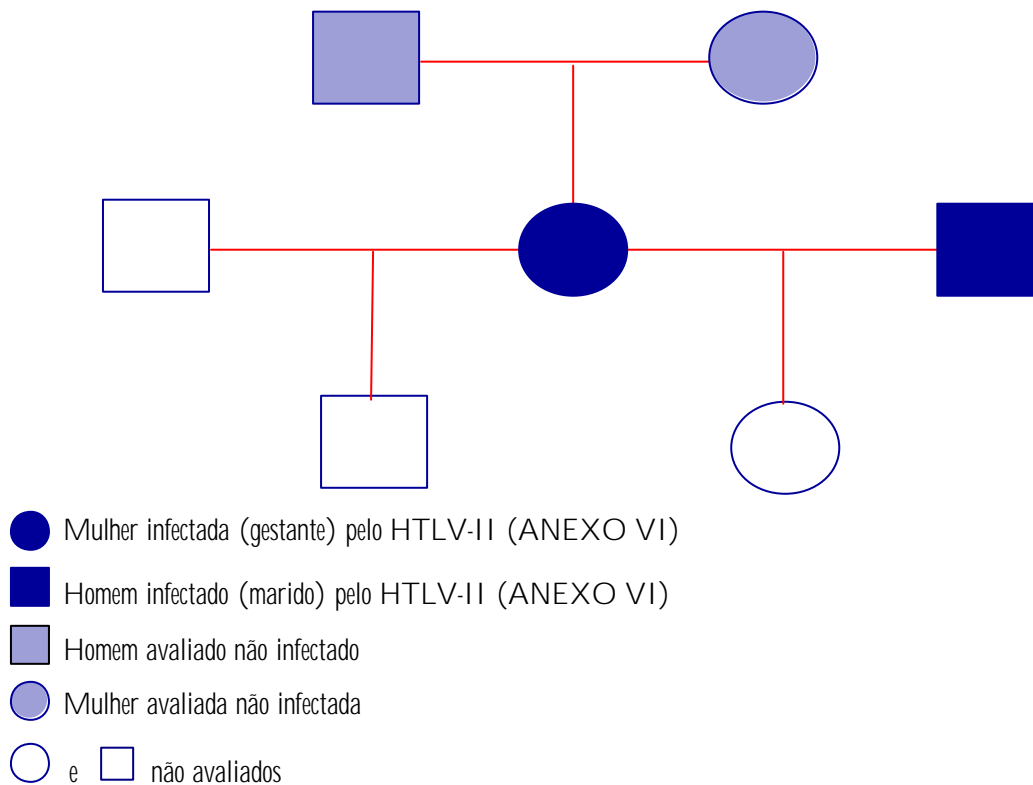 Mulher infectada (gestante) pelo HTLV-II (ANEXO VI)
Homem infectado (marido) pelo HTLV-II (ANEXO VI)
Homem avaliado não infectado
Mulher avaliada não infectada
e não avaliados